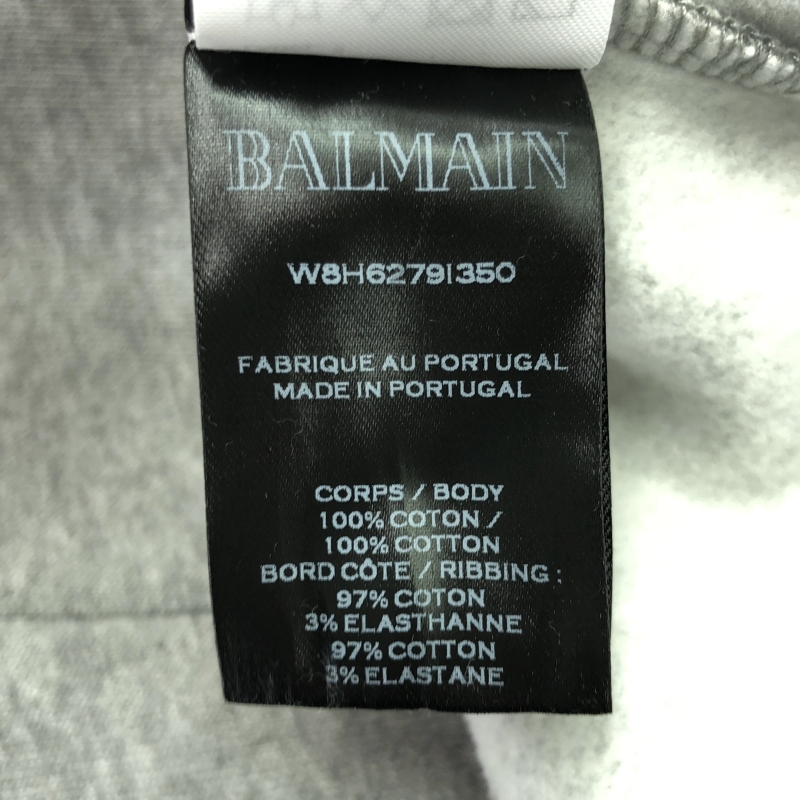 BALMAIN
W8H6279I350
FABRIQUE AU PORTUGAL
MADE IN PORTUGAL
CORPS / BODY
100% COTON /
100% COTTON
BORD CÔTE / RIBBING :
97% COTON
3% ELASTHANNE
97% COTTON
3% ELASTANE